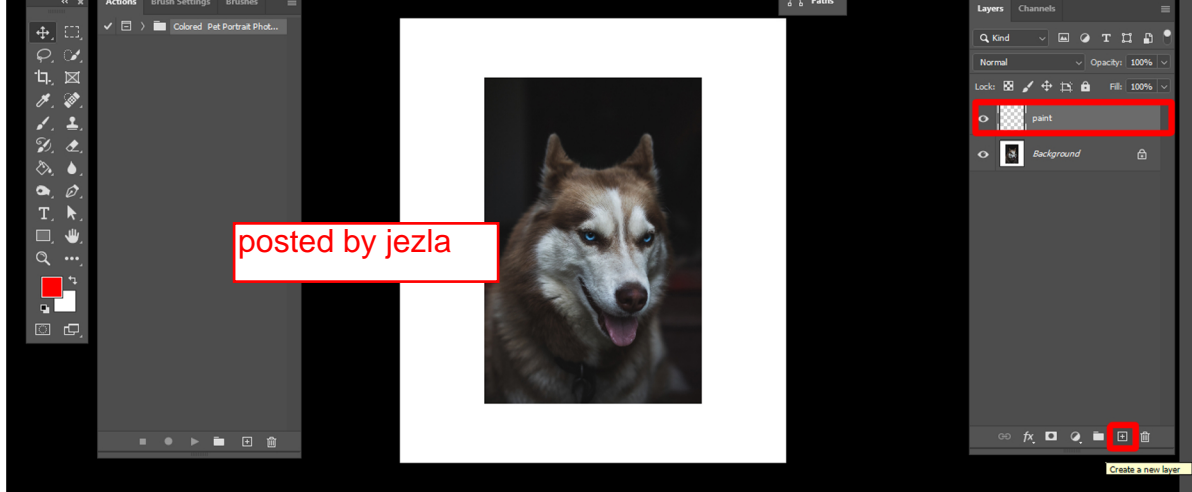 Actions Brush Settings Brushes
Colored Pet Portrait Phot...
Paths
posted by jezla
Layers Channels
Kind
Normal Opacity: 100%
Lock: Fill: 100%
paint
Background
fx
Create a new layer